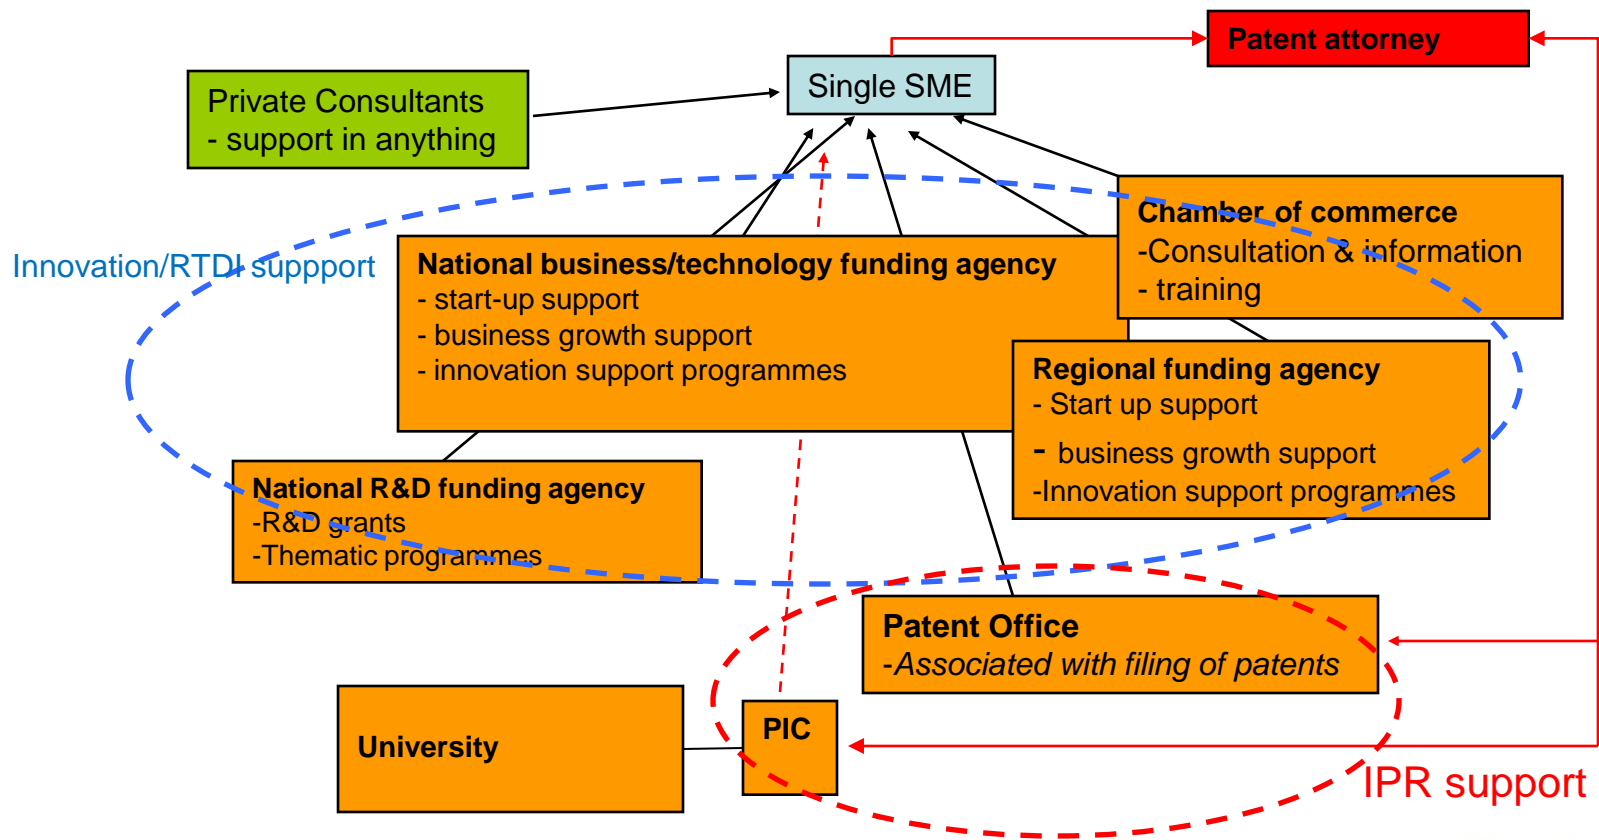 Patent attorney
Single SME
Private Consultants
- support in anything
Chamber of commerce
-Consultation & information
- training
Innovation/RTDI suppport
National business/technology funding agency
- start-up support
- business growth support
- innovation support programmes
Regional funding agency
- Start up support
- business growth support
-Innovation support programmes
National R&D funding agency
-R&D grants
-Thematic programmes
Patent Office
-Associated with filing of patents
University
PIC
IPR support